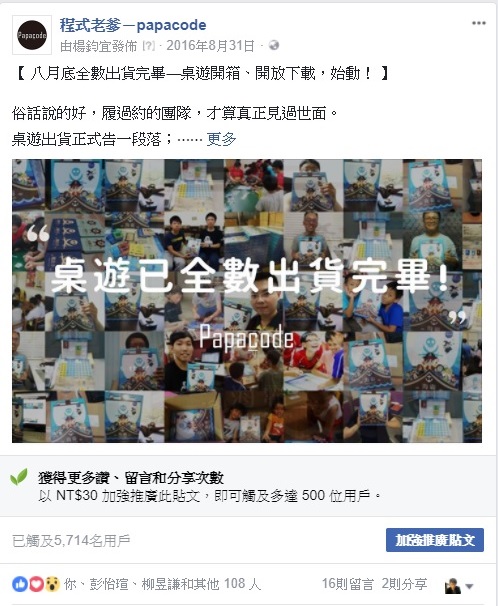 Papacode
程式老爹－papacode
由楊鈞宜發佈 [?]· 2016年8月31日 ·
【 八月底全數出貨完畢—桌遊開箱、開放下載，始動！ 】
俗話說的好，履過約的團隊，才算真正見過世面。
桌遊出貨正式告一段落；⋯⋯ 更多
“桌遊已全數出貨完畢！”
Papacode
獲得更多讚、留言和分享次數
以 NT$30 加強推廣此貼文，即可觸及多達 500 位用戶。
已觸及5,714名用戶
加強推廣貼文
你、彭怡瑄、柳昱謙和其他 108 人
16則留言 2則分享